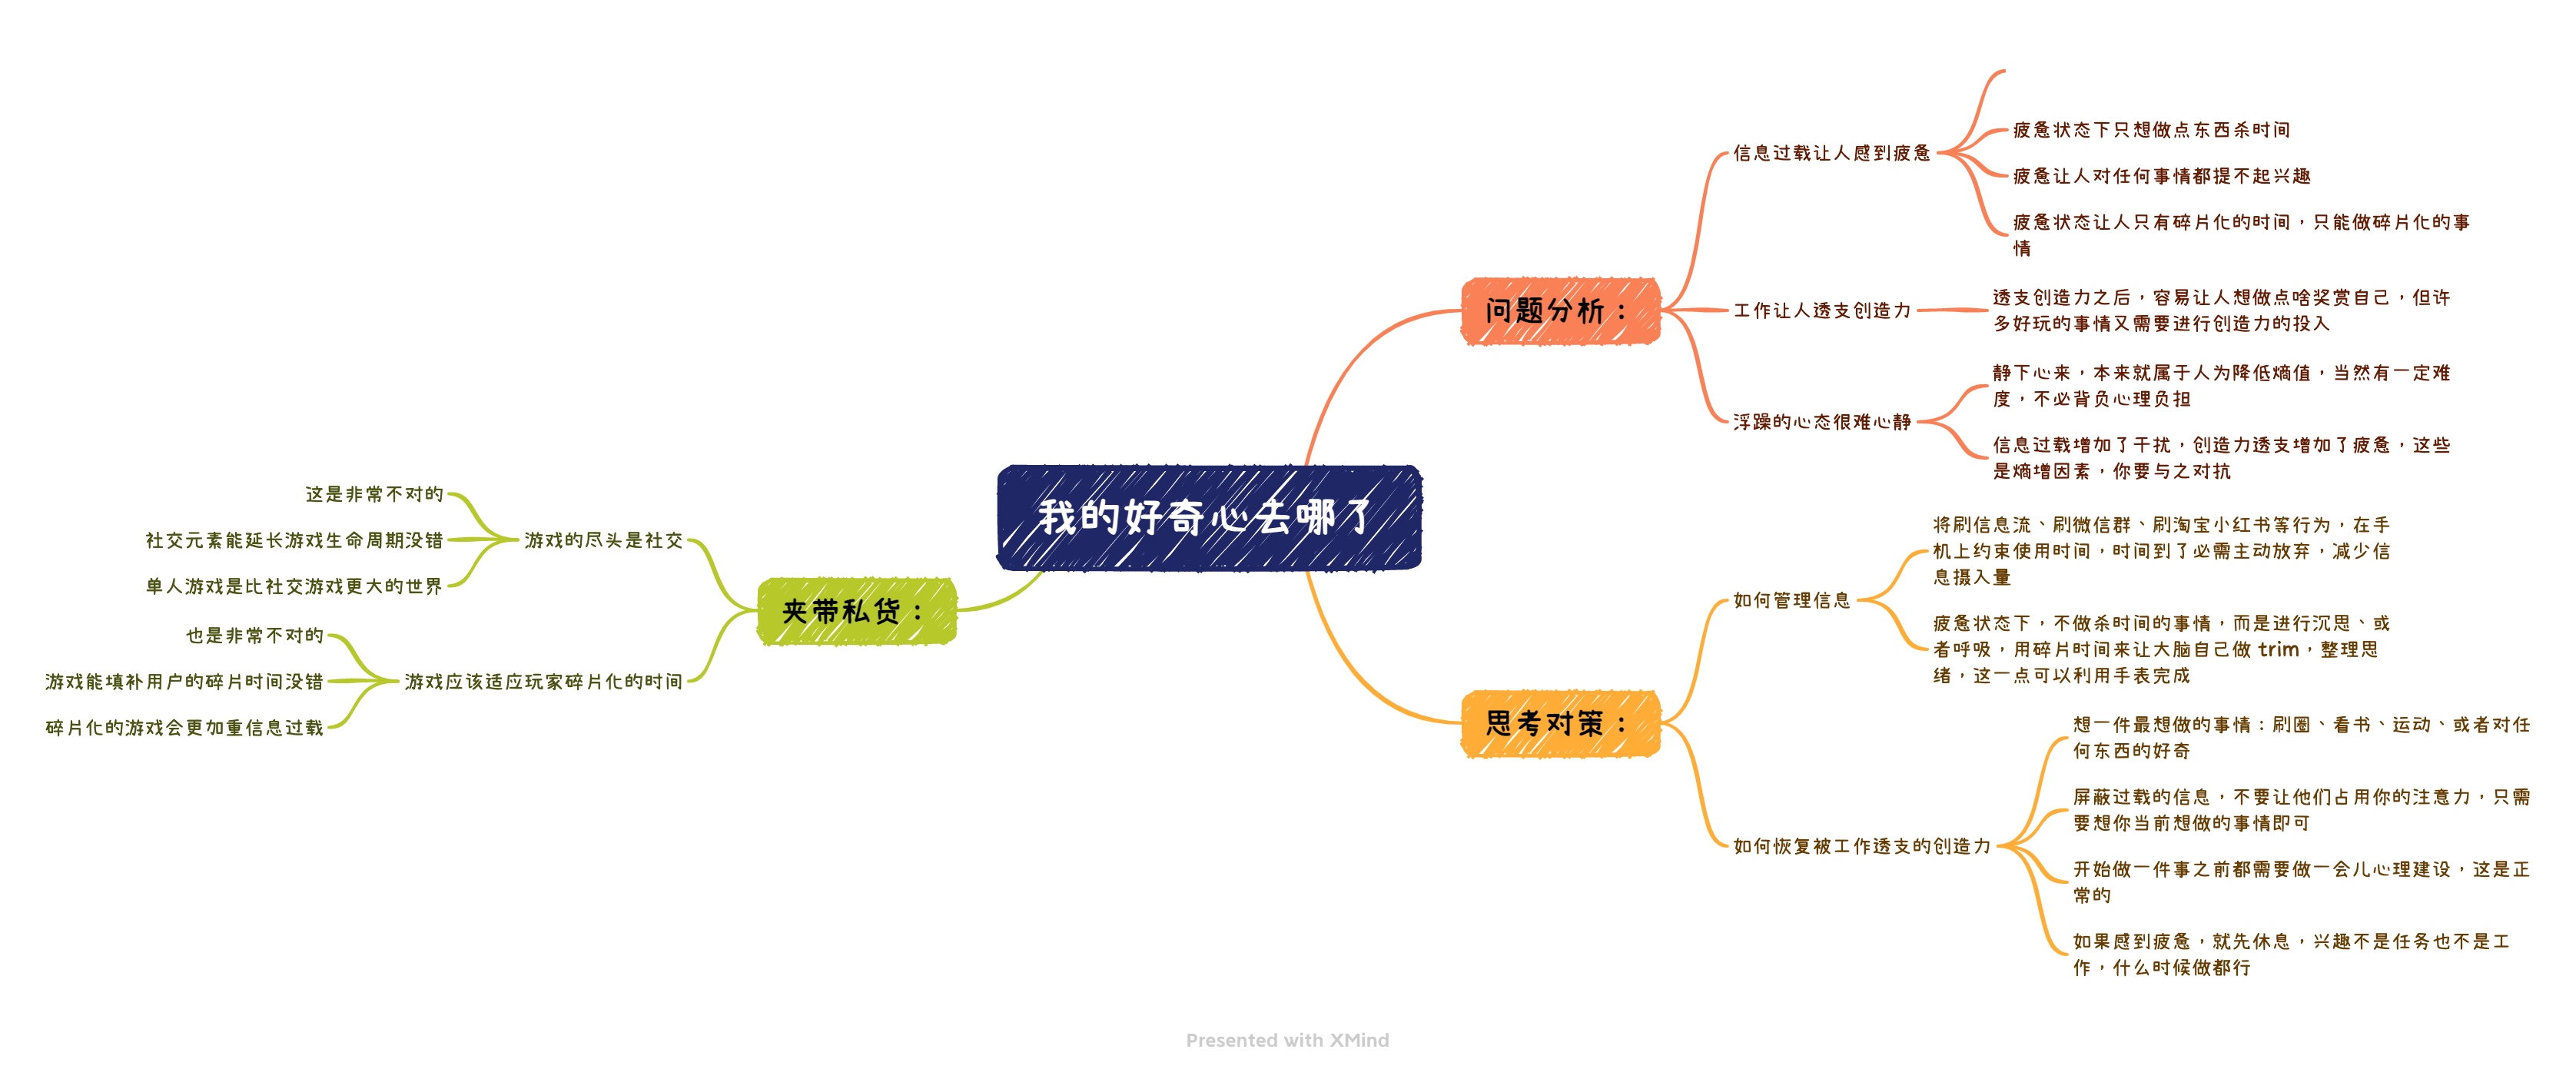 我的好奇心去哪了
问题分析：
信息过载让人感到疲惫
疲惫状态下只想做点东西杀时间
疲惫让人对任何事情都提不起兴趣
疲惫状态让人只有碎片化的时间，只能做碎片化的事
情
工作让人透支创造力
透支创造力之后，容易让人想做点啥奖赏自己，但许
多好玩的事情又需要进行创造力的投入
浮躁的心态很难心静
静下心来，本来就属于人为降低熵值，当然有一定难
度，不必背负心理负担
信息过载增加了干扰，创造力透支增加了疲惫，这些
是熵增因素，你要与之对抗
思考对策：
如何管理信息
将刷信息流、刷微信群、刷淘宝小红书等行为，在手
机上约束使用时间，时间到了必需主动放弃，减少信
息摄入量
疲惫状态下，不做杀时间的事情，而是进行沉思、或
者呼吸，用碎片时间来让大脑自己做 trim，整理思
绪，这一点可以利用手表完成
如何恢复被工作透支的创造力
想一件最想做的事情：刷圈、看书、运动、或者对任
何东西的好奇
屏蔽过载的信息，不要让他们占用你的注意力，只需
要想你当前想做的事情即可
开始做一件事之前都需要做一会儿心理建设，这是正
常的
如果感到疲惫，就先休息，兴趣不是任务也不是工
作，什么时候做都行
夹带私货：
游戏的尽头是社交
这是非常不对的
社交元素能延长游戏生命周期没错
单人游戏是比社交游戏更大的世界
游戏应该适应玩家碎片化的时间
也是非常不对的
游戏能填补用户的碎片时间没错
碎片化的游戏会更加重信息过载
Presented with XMind